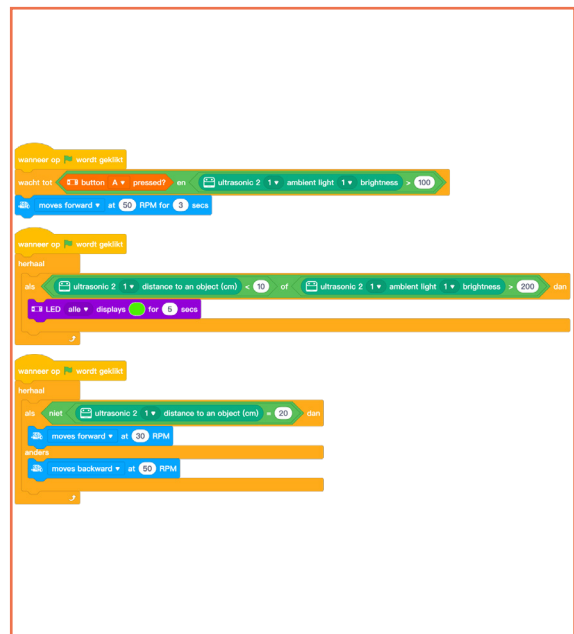 wanneer op wordt geklikt
wacht tot button A pressed? en ultrasonic 2 1 ambient light 1 brightness > 100
moves forward at 50 RPM for 3 secs
wanneer op wordt geklikt
herhaal
als ultrasonic 2 1 distance to an object (cm) < 10 of ultrasonic 2 1 ambient light 1 brightness > 200 dan
LED alle displays for 5 secs
wanneer op wordt geklikt
herhaal
als niet ultrasonic 2 1 distance to an object (cm) = 20 dan
moves forward at 30 RPM
anders
moves backward at 50 RPM